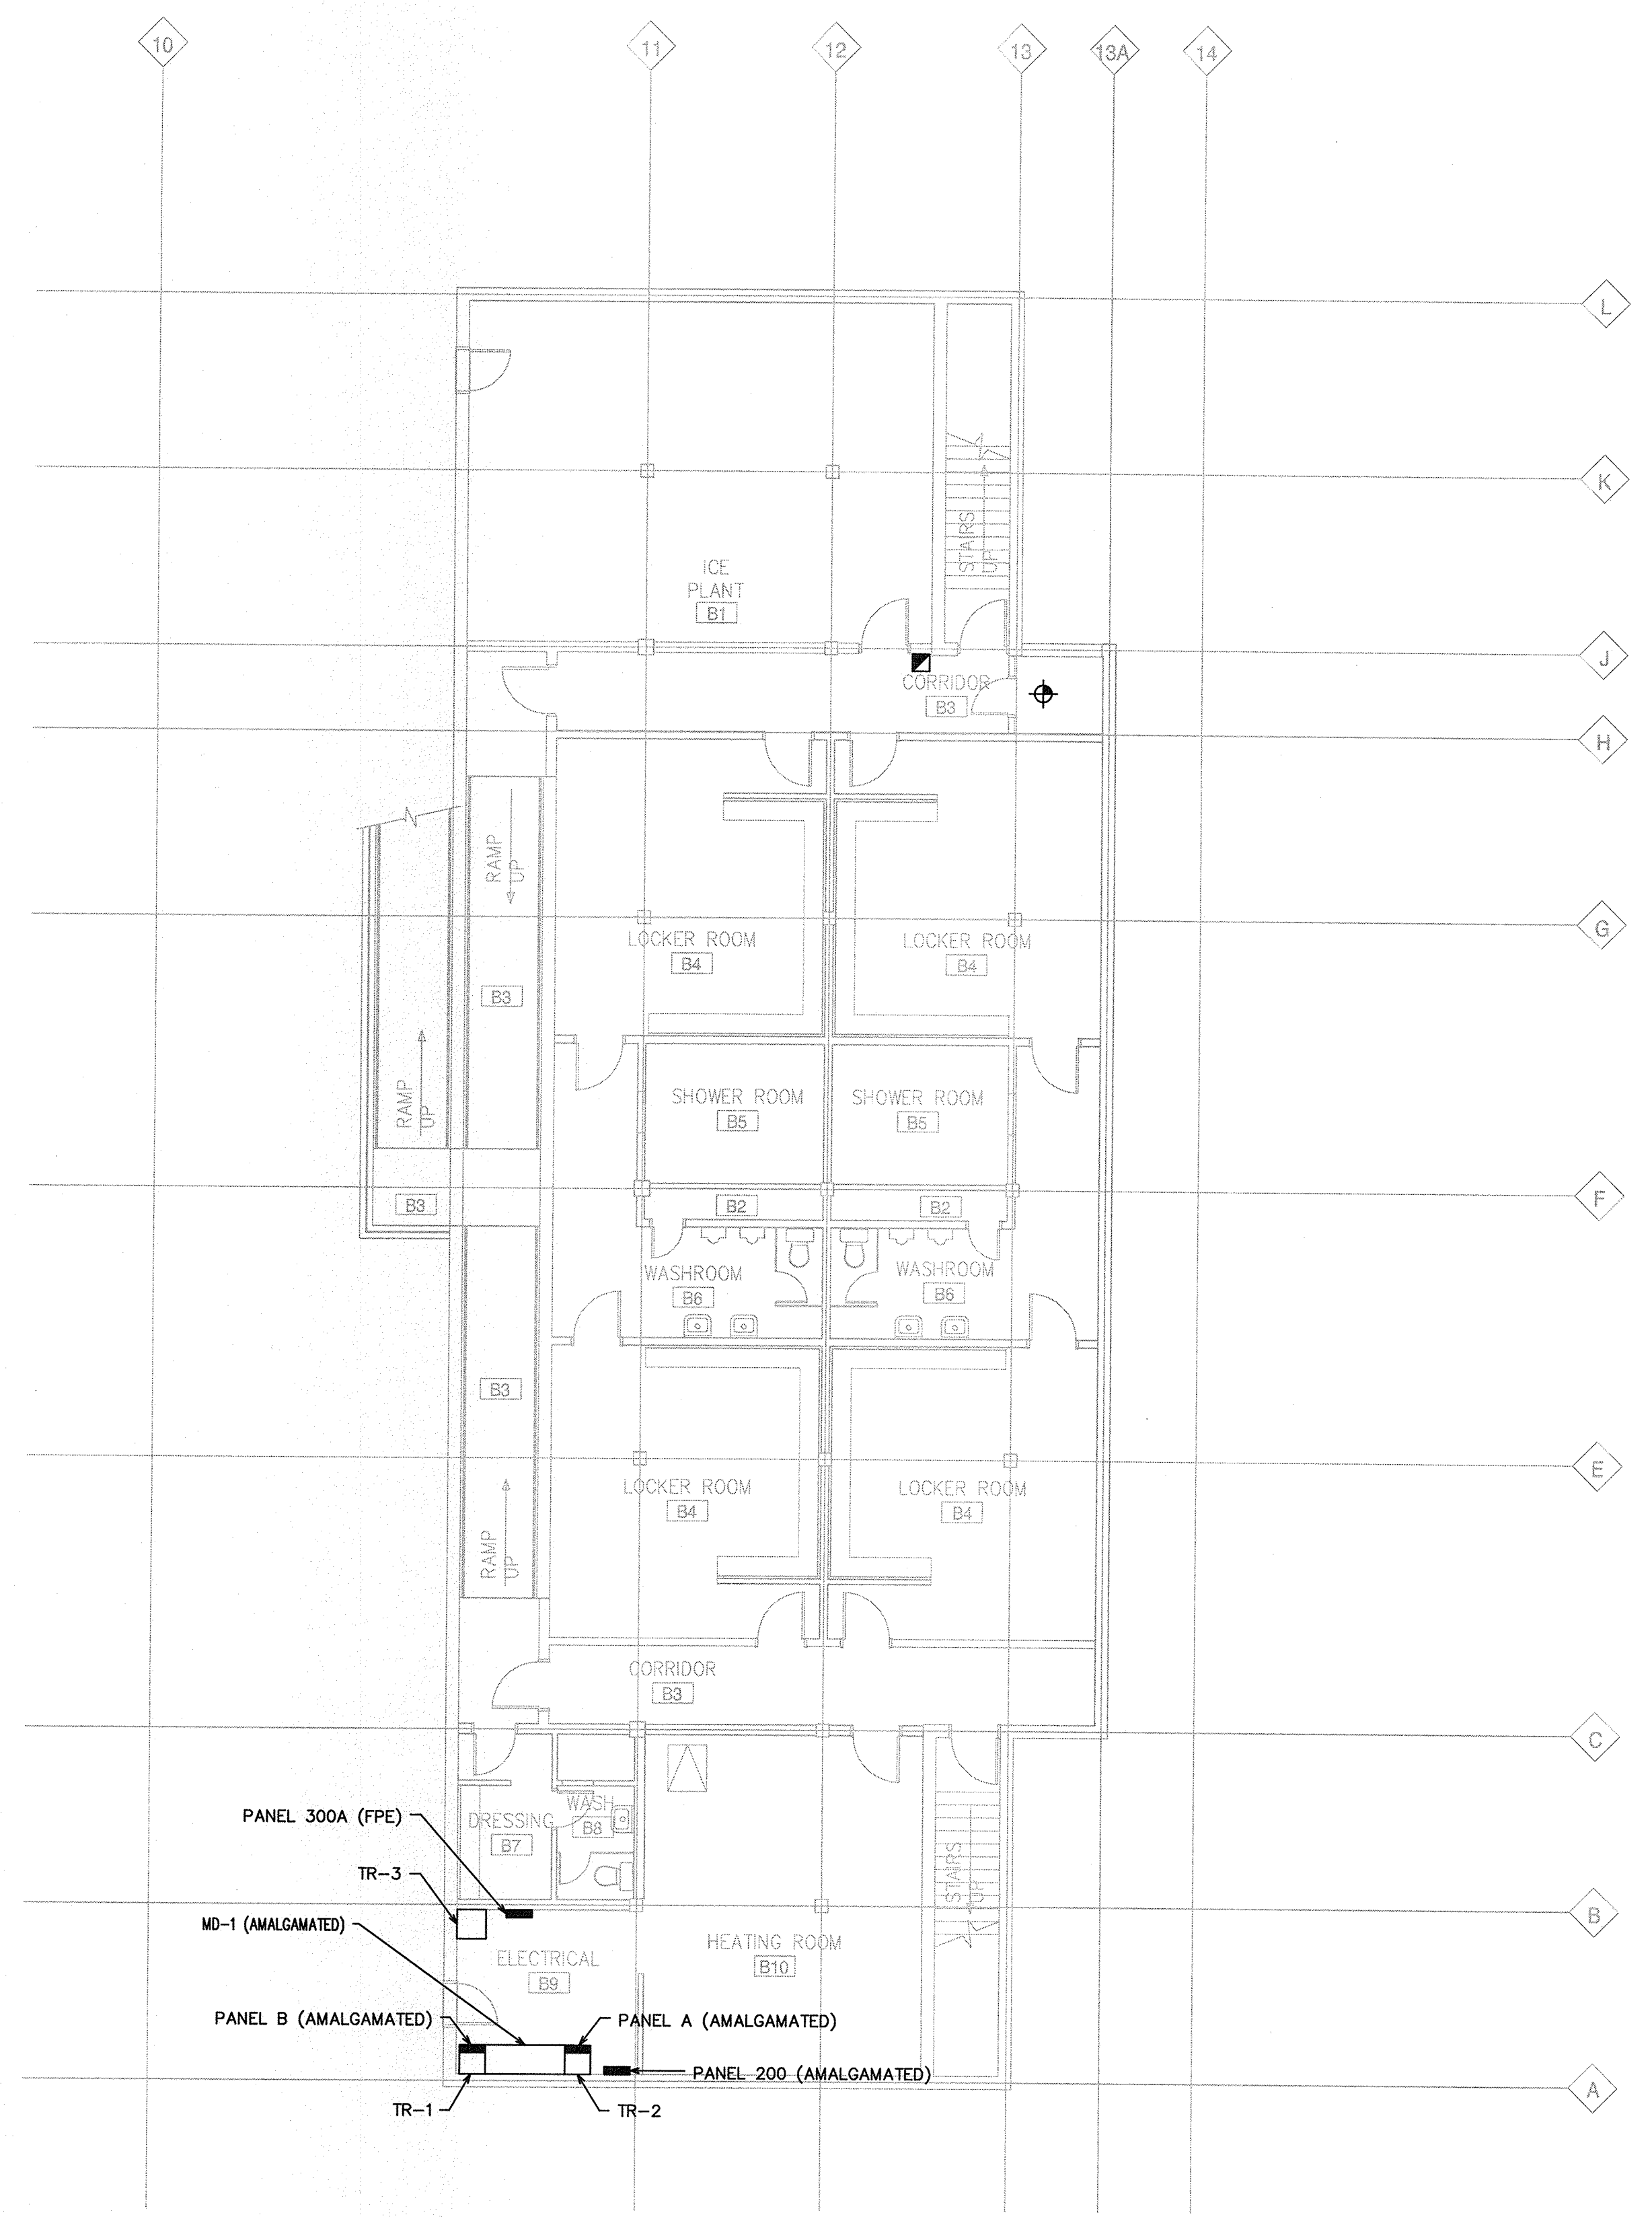 10
11
12
13
13A
14
L
K
STAIRS
UP
ICE
PLANT
B1
J
CORRIDOR
B3
H
RAMP
UP
G
LOCKER ROOM
B4
LOCKER ROOM
B4
B3
RAMP
UP
SHOWER ROOM
B5
SHOWER ROOM
B5
F
B3
B2
B2
WASHROOM
B6
WASHROOM
B6
B3
E
LOCKER ROOM
B4
LOCKER ROOM
B4
RAMP
UP
CORRIDOR
B3
C
PANEL 300A (FPE)
WASH
B8
DRESSING
B7
TR-3
STAIRS
UP
B
MD-1 (AMALGAMATED)
HEATING ROOM
B10
ELECTRICAL
B9
PANEL B (AMALGAMATED)
PANEL A (AMALGAMATED)
PANEL 200 (AMALGAMATED)
A
TR-1
TR-2